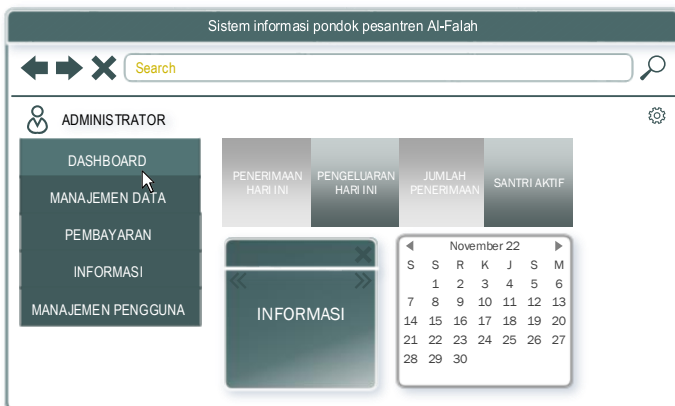 Sistem informasi pondok pesantren Al-Falah
Search
ADMINISTRATOR
DASHBOARD
MANAJEMEN DATA
PEMBAYARAN
INFORMASI
MANAJEMEN PENGGUNA
PENERIMAAN
HARI INI
PENGELUARAN
HARI INI
JUMLAH
PENERIMAAN
SANTRI AKTIF
INFORMASI
November 22
S S R K J S M
1 2 3 4 5 6
7 8 9 10 11 12 13
14 15 16 17 18 19 20
21 22 23 24 25 26 27
28 29 30